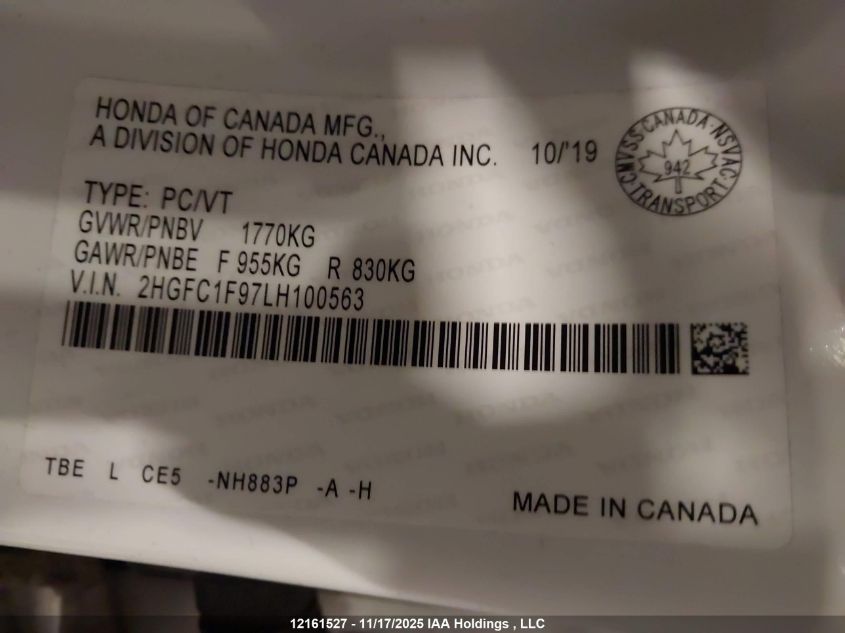 HONDA OF CANADA MFG.,
A DIVISION OF HONDA CANADA INC. 10/'19
CMVSS CANADA NSVAC
942
TRANSPORT
TYPE: PC/VT
GVWR/PNBV 1770KG
GAWR/PNBE F 955KG R 830KG
V.I.N. 2HGFC1F97LH100563
TBE L CE5 -NH883P -A -H
MADE IN CANADA
12161527 - 11/17/2025 IAA Holdings , LLC